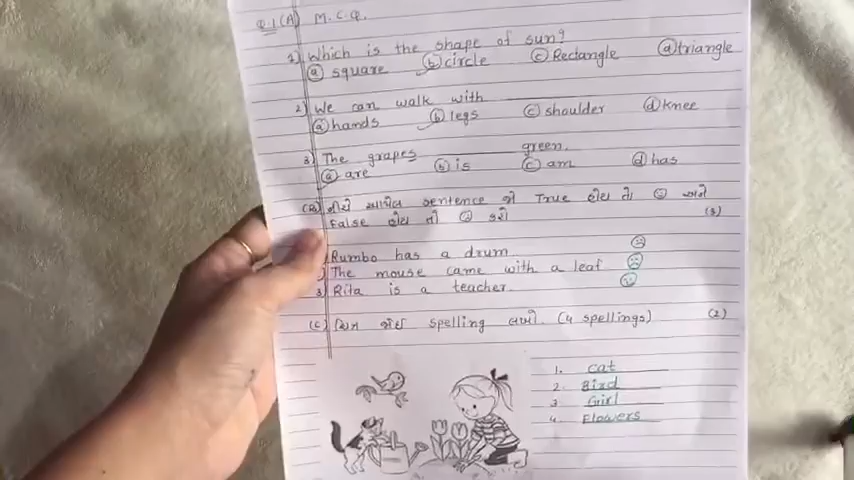 Q.1 (A) M.C.Q.
1) Which is the shape of sun?
(a) square (b) circle (c) Rectangle (a) triangle
2) We can walk with
(a) hands (b) legs (c) shoulder (d) knee
3) The grapes green.
(a) are (b) is (c) am (d) has
(B) નીચે આપેલ sentence જો True હોય તો અને
False હોય તો કરો (3)
Rumbo has a drum.
The mouse came with a leaf
3 Rita is a teacher.
(C) ચિત્ર જોઈ spelling લખો. (4 spellings) (2)
1. cat
2. Bird
3 Girl
4. Flowers